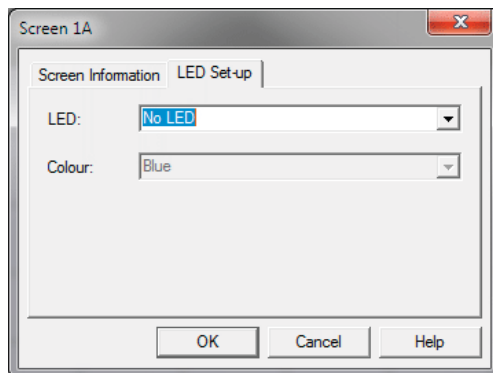 Screen 1A
Screen Information LED Set-up
LED: No LED
Colour: Blue
OK Cancel Help